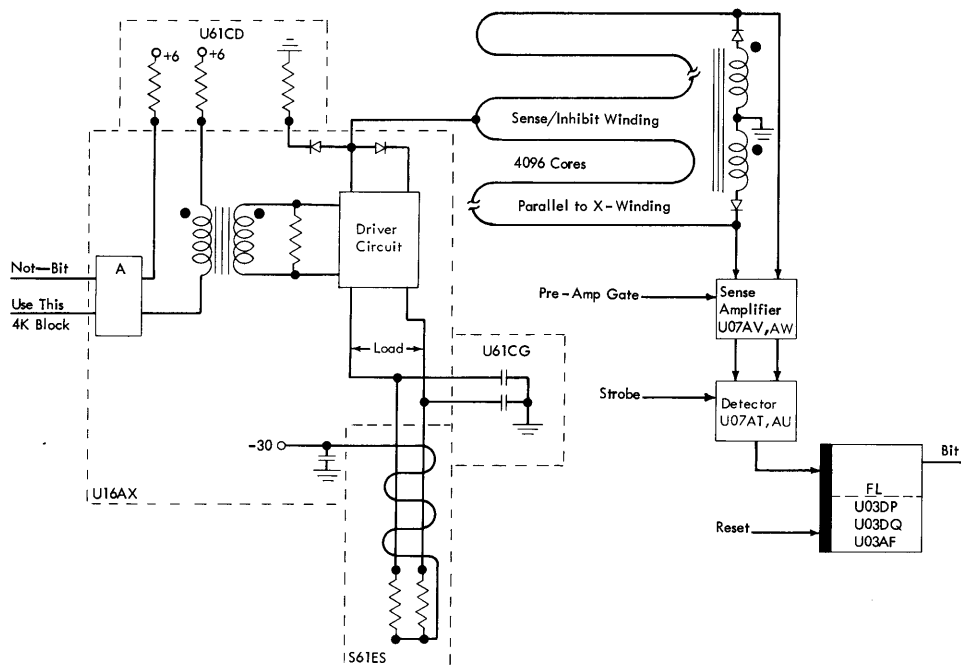 U61CD
+6
+6
Sense/Inhibit Winding
4096 Cores
Parallel to X-Winding
Driver
Circuit
Not-Bit
A
Use This
4K Block
Load
U61CG
-30
U16AX
S61ES
Pre-Amp Gate
Sense
Amplifier
U07AV, AW
Strobe
Detector
U07AT, AU
Bit
FL
U03DP
U03DQ
U03AF
Reset